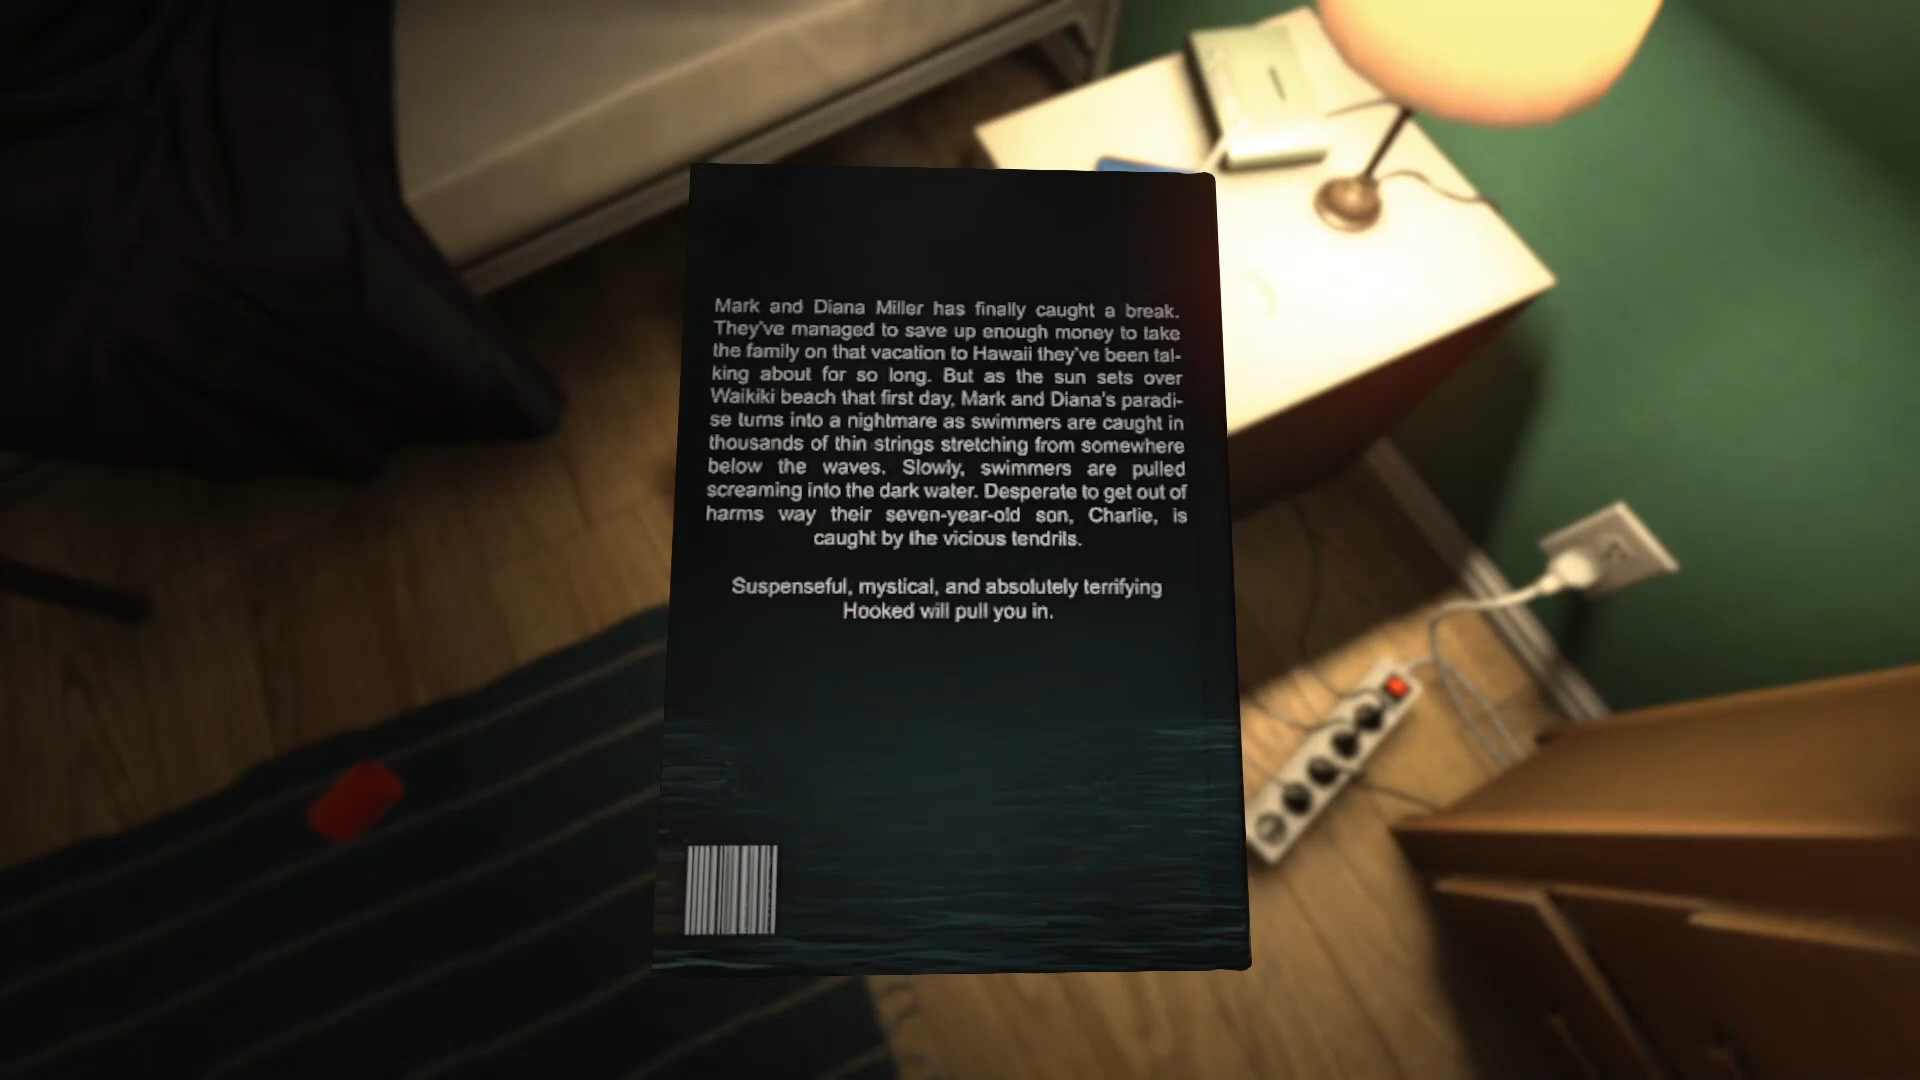 Mark and Diana Miller has finally caught a break.
They've managed to save up enough money to take
the family on that vacation to Hawaii they've been tal-
king about for so long. But as the sun sets over
Waikiki beach that first day, Mark and Diana's paradi-
se turns into a nightmare as swimmers are caught in
thousands of thin strings stretching from somewhere
below the waves. Slowly, swimmers are pulled
screaming into the dark water. Desperate to get out of
harms way their seven-year-old son, Charlie, is
caught by the vicious tendrils.
Suspenseful, mystical, and absolutely terrifying
Hooked will pull you in.